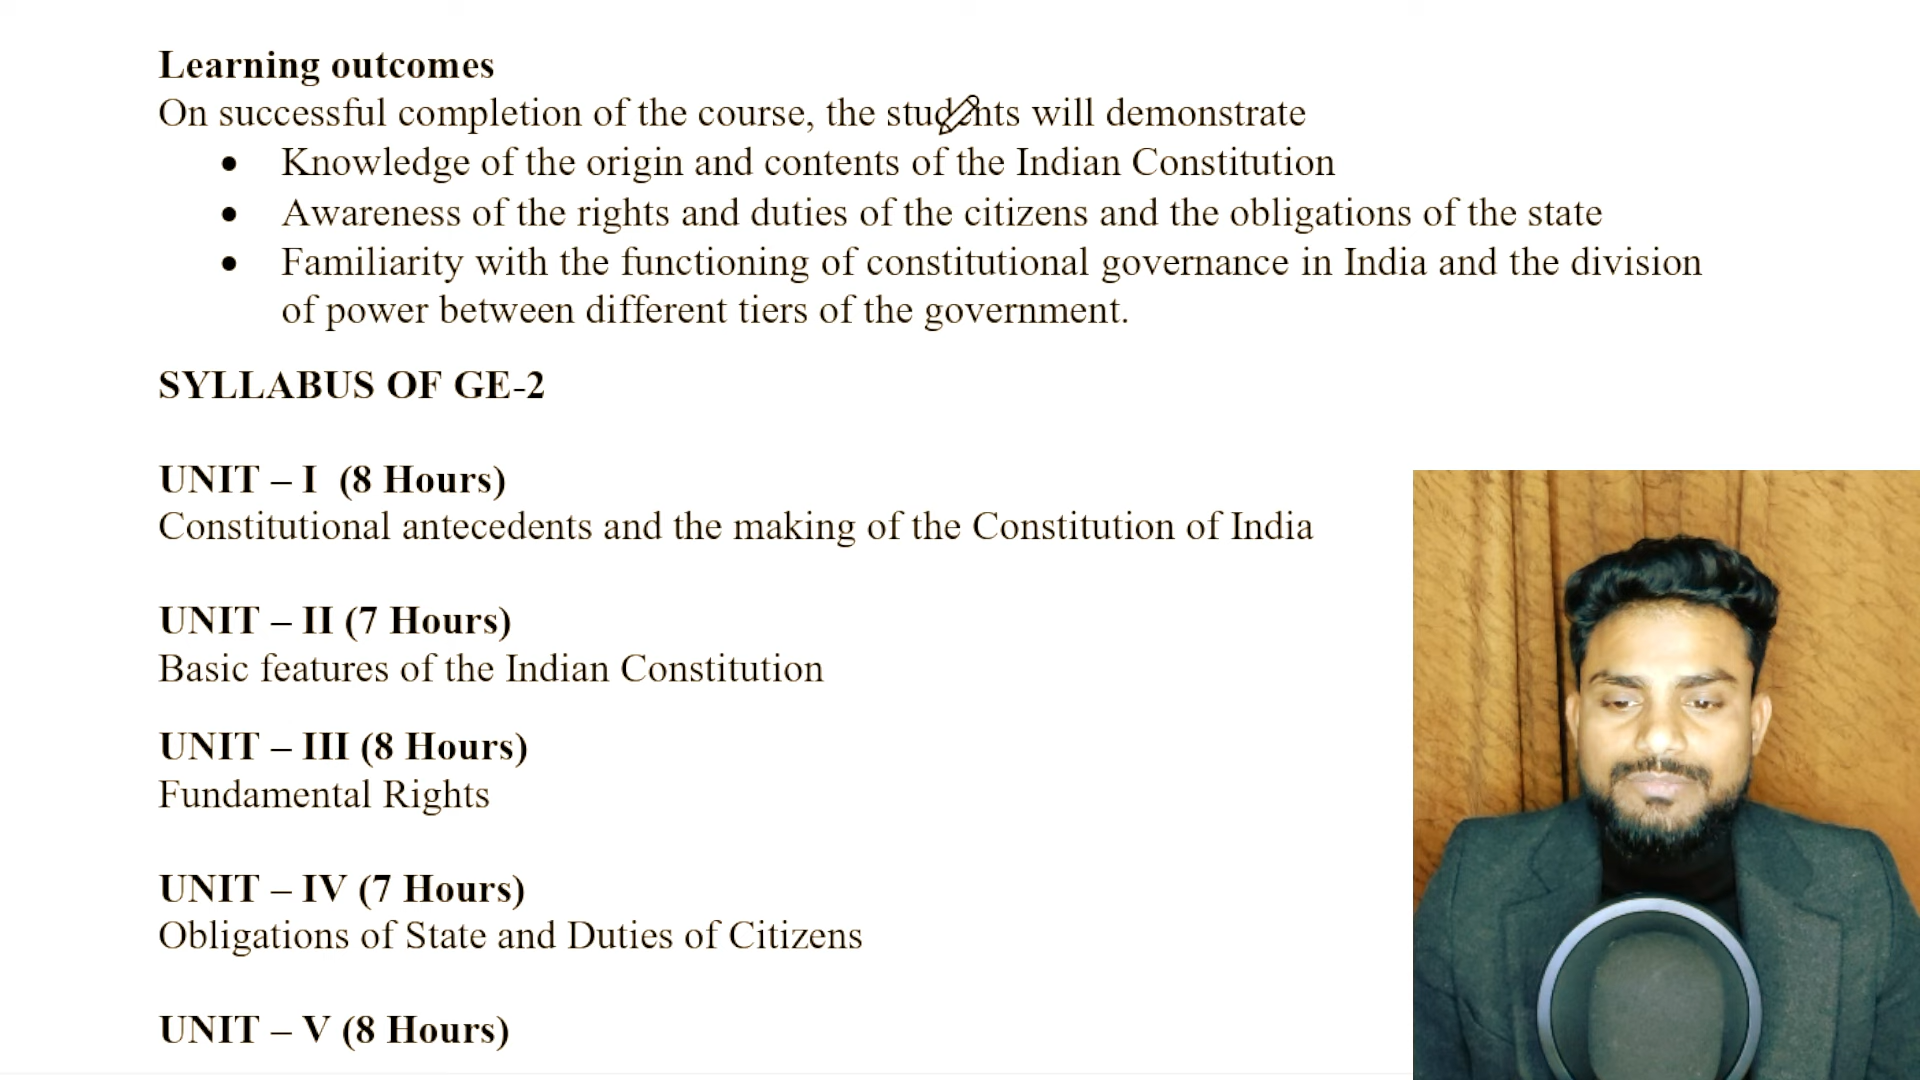 Learning outcomes
On successful completion of the course, the students will demonstrate
• Knowledge of the origin and contents of the Indian Constitution
• Awareness of the rights and duties of the citizens and the obligations of the state
• Familiarity with the functioning of constitutional governance in India and the division
of power between different tiers of the government.
SYLLABUS OF GE-2
UNIT – I (8 Hours)
Constitutional antecedents and the making of the Constitution of India
UNIT – II (7 Hours)
Basic features of the Indian Constitution
UNIT – III (8 Hours)
Fundamental Rights
UNIT – IV (7 Hours)
Obligations of State and Duties of Citizens
UNIT – V (8 Hours)